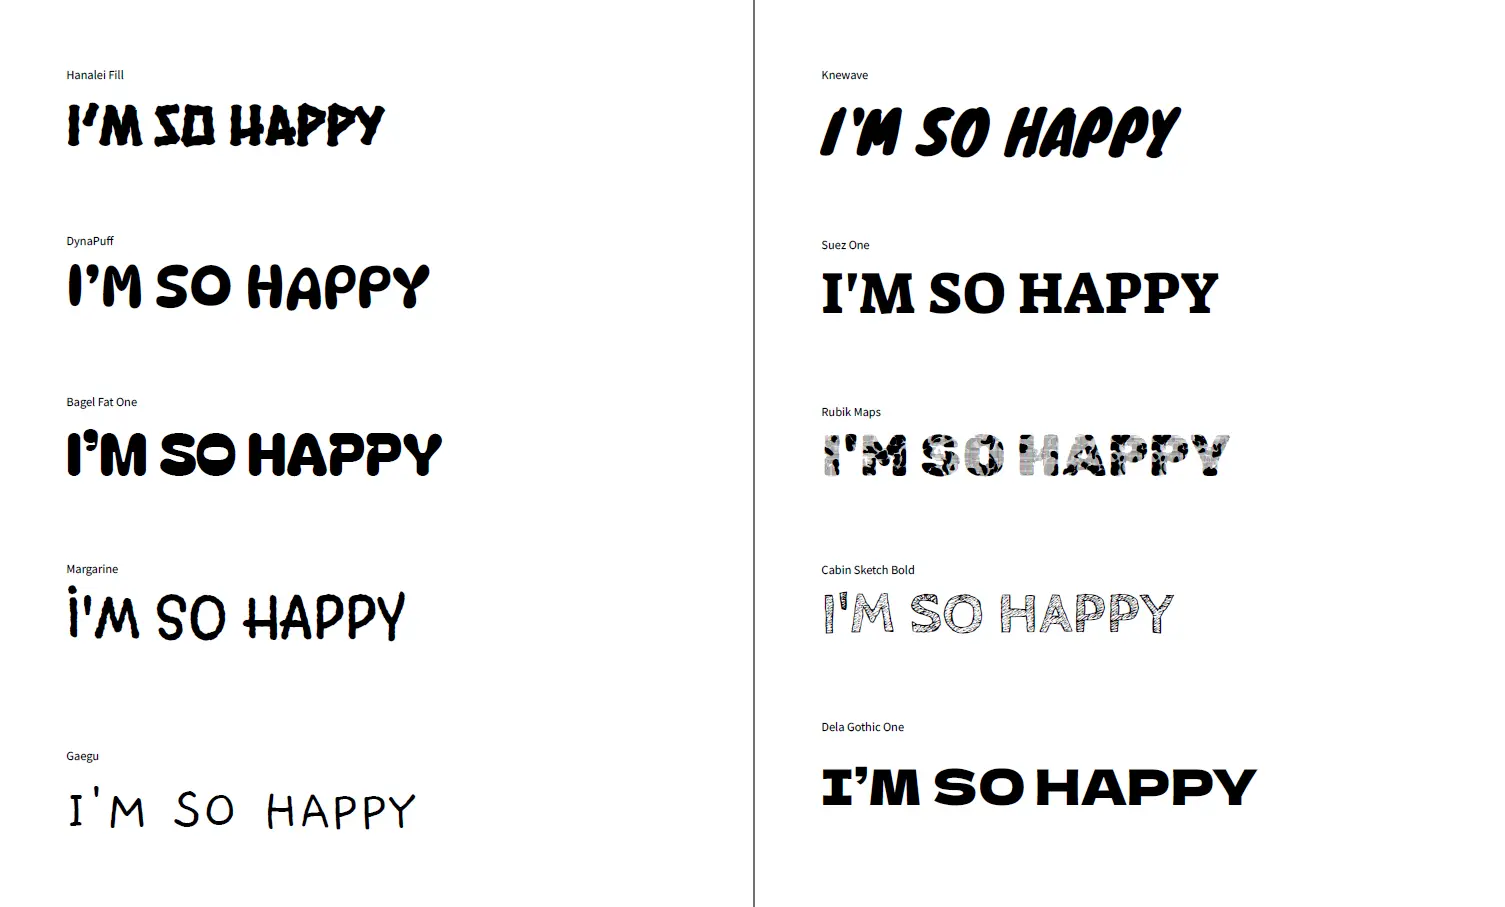 Hanalei Fill
I'M SO HAPPY
DynaPuff
I’M SO HAPPY
Bagel Fat One
I’M SO HAPPY
Margarine
i'M SO HAPPY
Gaegu
I'M SO HAPPY
Knewave
I'M SO HAPPY
Suez One
I'M SO HAPPY
Rubik Maps
I'M SO HAPPY
Cabin Sketch Bold
I'M SO HAPPY
Dela Gothic One
I’M SO HAPPY